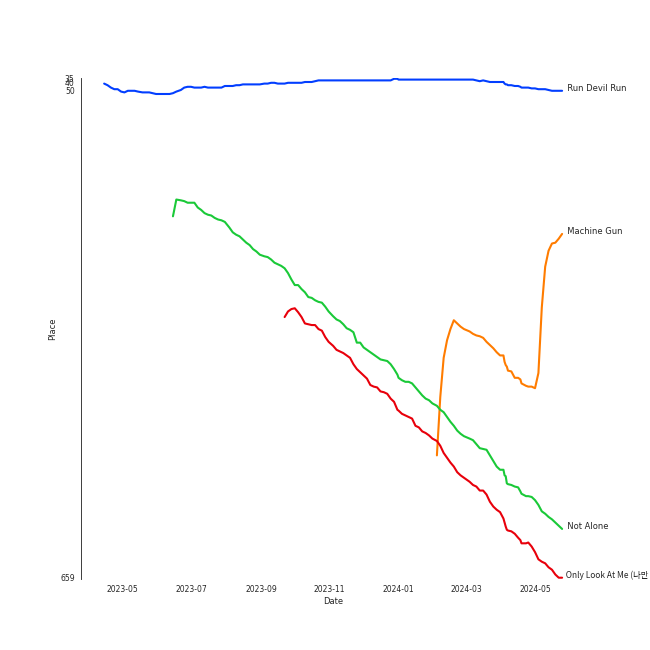 35
40
50
Run Devil Run
Machine Gun
Place
Not Alone
659
Only Look At Me (나만
2023-05 2023-07 2023-09 2023-11 2024-01 2024-03 2024-05
Date